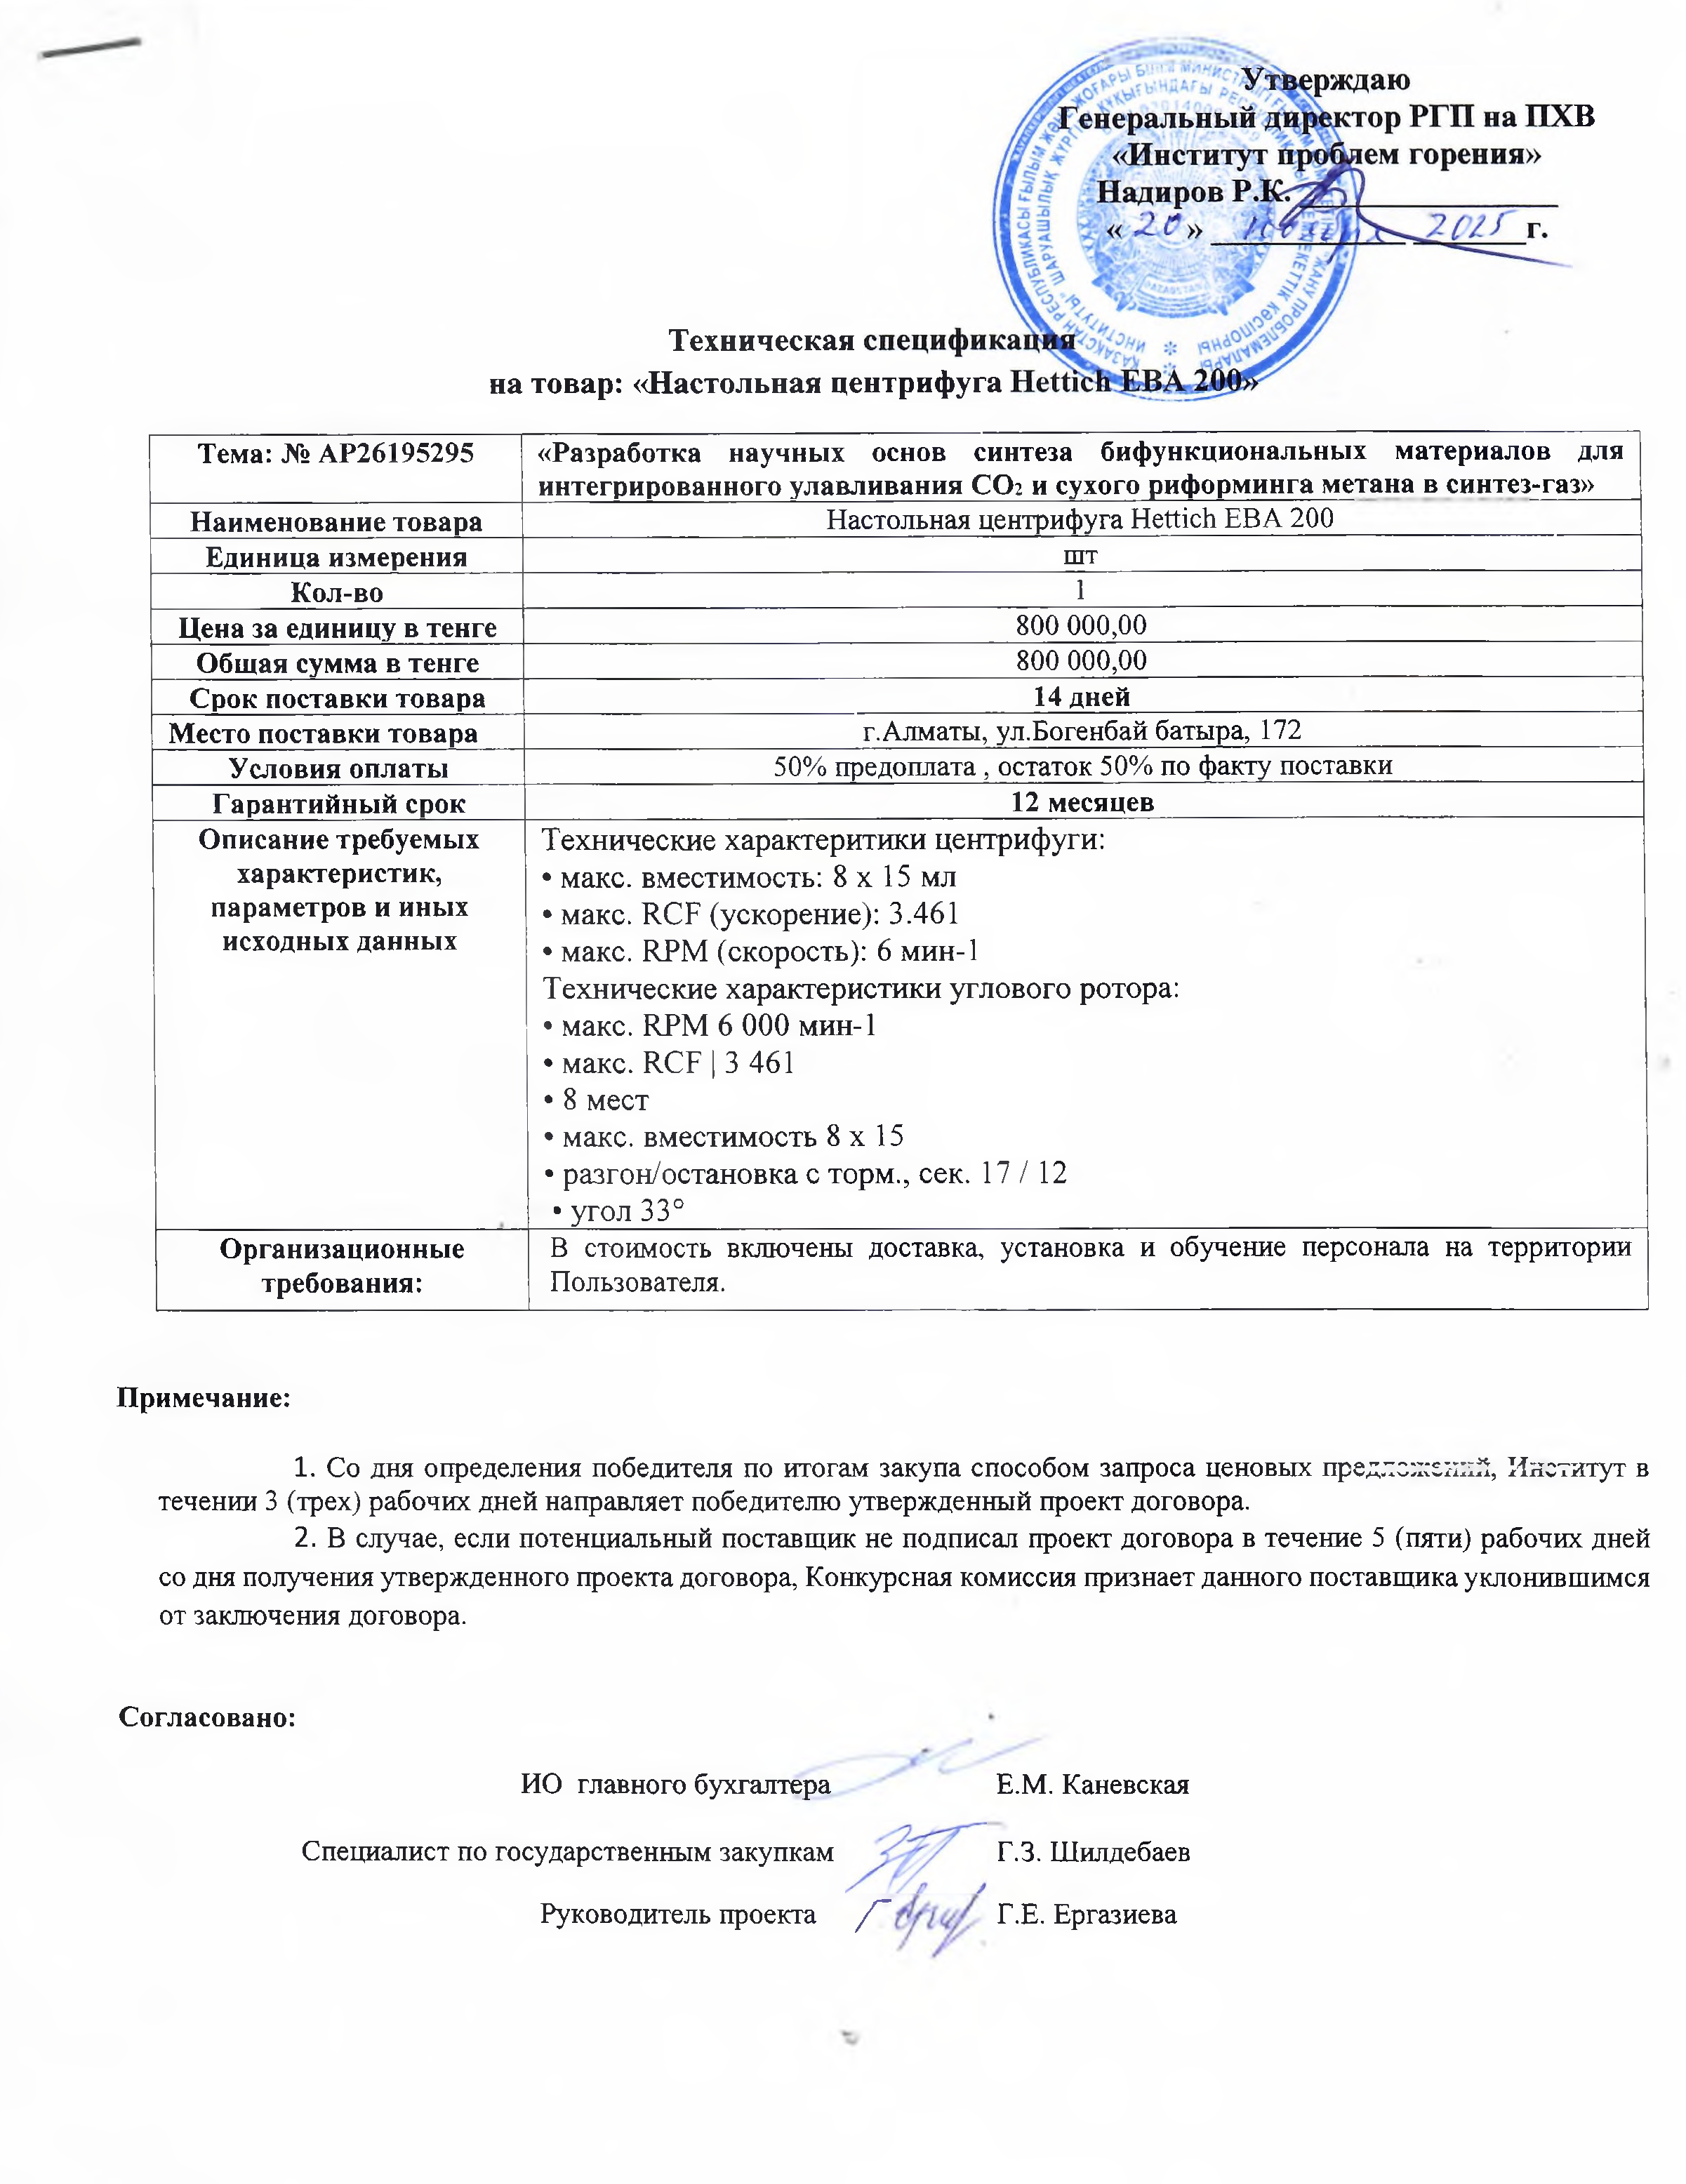 Утверждаю
Генеральный директор РГП на ПХВ
«Институт проблем горения»
Надиров Р.К.
« 20 » ноября 2025 г.
Техническая спецификация
на товар: «Настольная центрифуга Hettich EBA 200»
Тема: № AP26195295 «Разработка научных основ синтеза бифункциональных материалов для
интегрированного улавливания CO₂ и сухого риформинга метана в синтез-газ»
Наименование товара Настольная центрифуга Hettich EBA 200
Единица измерения шт
Кол-во 1
Цена за единицу в тенге 800 000,00
Общая сумма в тенге 800 000,00
Срок поставки товара 14 дней
Место поставки товара г.Алматы, ул.Богенбай батыра, 172
Условия оплаты 50% предоплата , остаток 50% по факту поставки
Гарантийный срок 12 месяцев
Описание требуемых
характеристик,
параметров и иных
исходных данных
Технические характеритики центрифуги:
• макс. вместимость: 8 x 15 мл
• макс. RCF (ускорение): 3.461
• макс. RPM (скорость): 6 мин-1
Технические характеристики углового ротора:
• макс. RPM 6 000 мин-1
• макс. RCF | 3 461
• 8 мест
• макс. вместимость 8 x 15
• разгон/остановка с торм., сек. 17 / 12
• угол 33°
Организационные
требования:
В стоимость включены доставка, установка и обучение персонала на территории
Пользователя.
Примечание:
1. Со дня определения победителя по итогам закупа способом запроса ценовых предложений, Институт в
течении 3 (трех) рабочих дней направляет победителю утвержденный проект договора.
2. В случае, если потенциальный поставщик не подписал проект договора в течение 5 (пяти) рабочих дней
со дня получения утвержденного проекта договора, Конкурсная комиссия признает данного поставщика уклонившимся
от заключения договора.
Согласовано:
ИО главного бухгалтера Е.М. Каневская
Специалист по государственным закупкам Г.З. Шилдебаев
Руководитель проекта Г.Е. Ергазиева